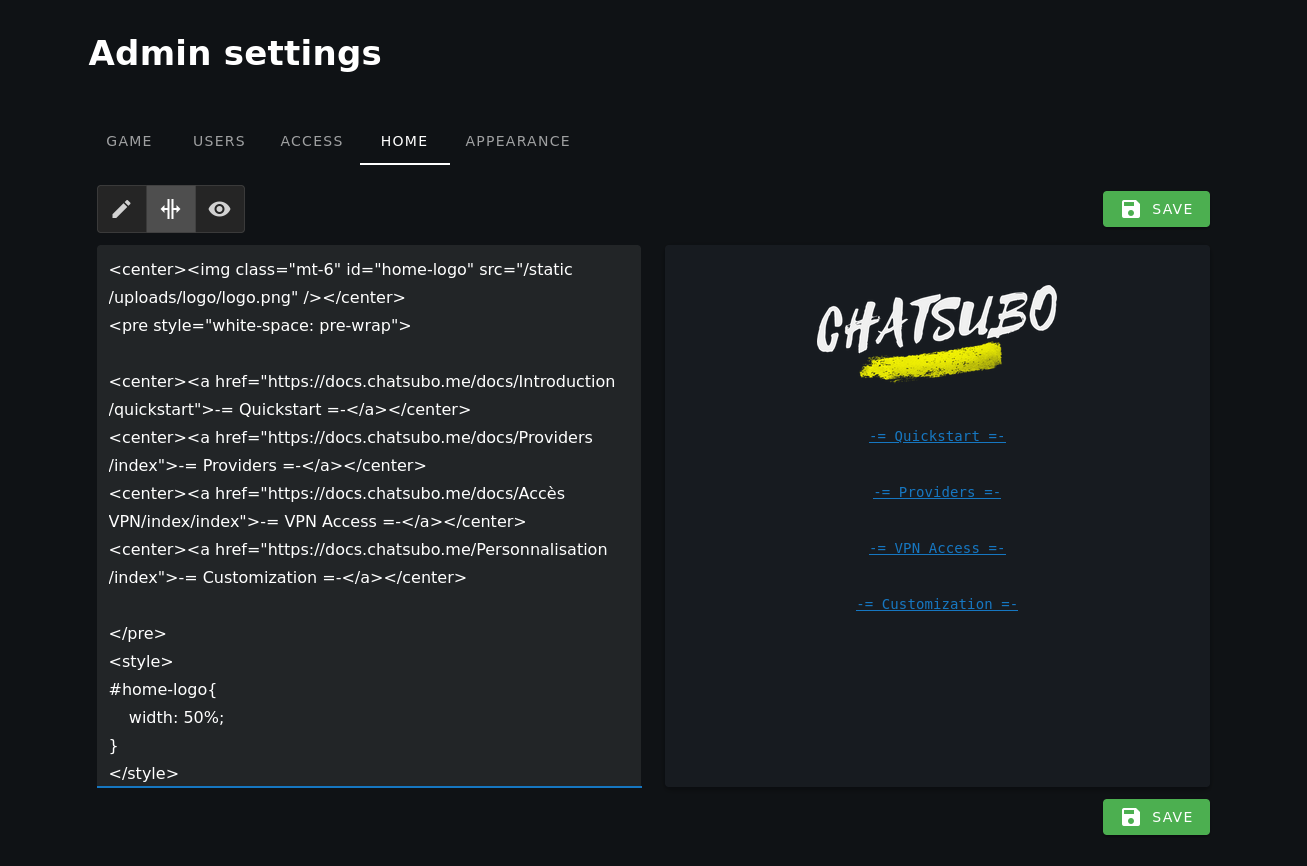 Admin settings
GAME USERS ACCESS HOME APPEARANCE
SAVE
<center><img class="mt-6" id="home-logo" src="/static
/uploads/logo/logo.png" /></center>
<pre style="white-space: pre-wrap">
<center><a href="https://docs.chatsubo.me/docs/Introduction
/quickstart">-= Quickstart =-</a></center>
<center><a href="https://docs.chatsubo.me/docs/Providers
/index">-= Providers =-</a></center>
<center><a href="https://docs.chatsubo.me/docs/Accès
VPN/index/index">-= VPN Access =-</a></center>
<center><a href="https://docs.chatsubo.me/Personnalisation
/index">-= Customization =-</a></center>
</pre>
<style>
#home-logo{
    width: 50%;
}
</style>
CHATSUBO
-= Quickstart =-
-= Providers =-
-= VPN Access =-
-= Customization =-
SAVE